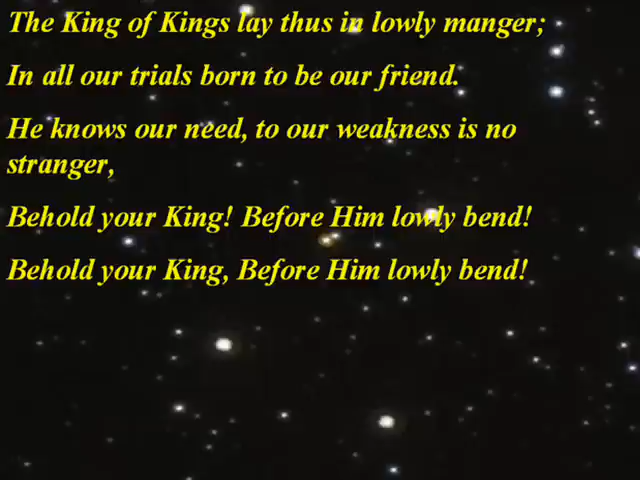 The King of Kings lay thus in lowly manger;
In all our trials born to be our friend.
He knows our need, to our weakness is no
stranger,
Behold your King! Before Him lowly bend!
Behold your King, Before Him lowly bend!